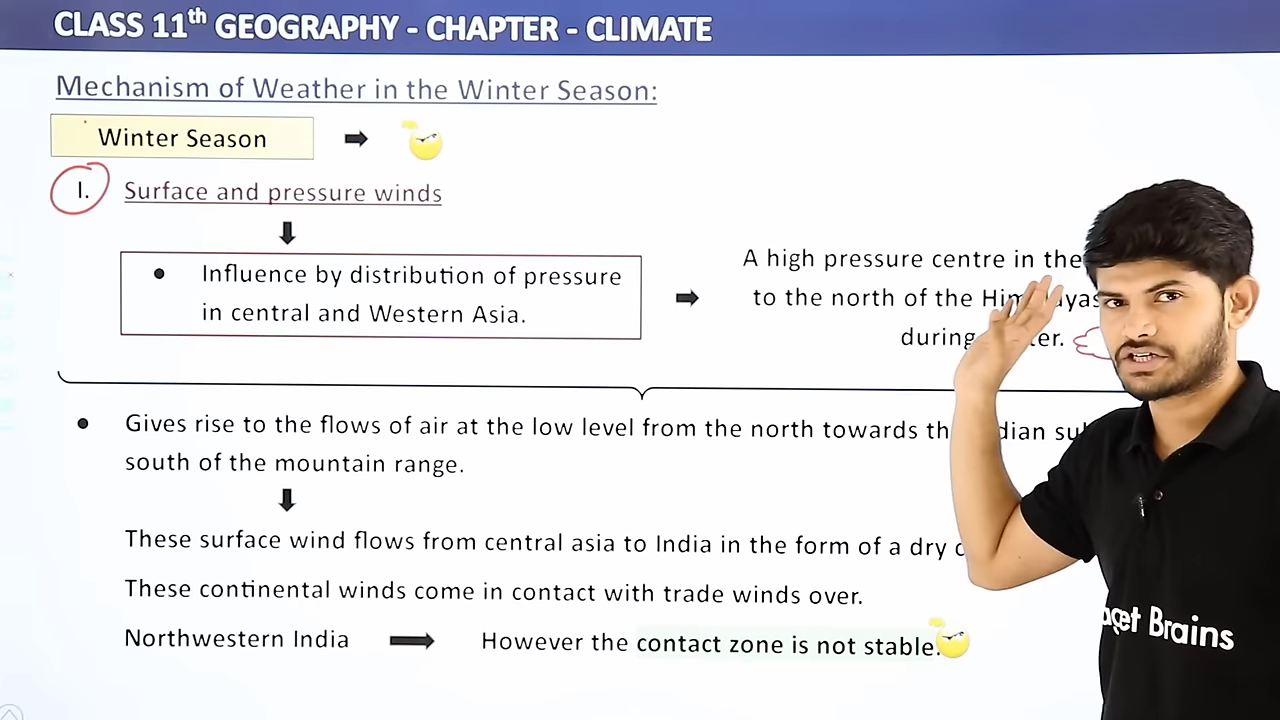 CLASS 11th GEOGRAPHY - CHAPTER - CLIMATE
Mechanism of Weather in the Winter Season:
Winter Season
I. Surface and pressure winds
• Influence by distribution of pressure
in central and Western Asia.
A high pressure centre in the
to the north of the
during
• Gives rise to the flows of air at the low level from the north towards
south of the mountain range.
These surface wind flows from central asia to India in the form of a dry
These continental winds come in contact with trade winds over.
Northwestern India
However the contact zone is not stable.
Brains